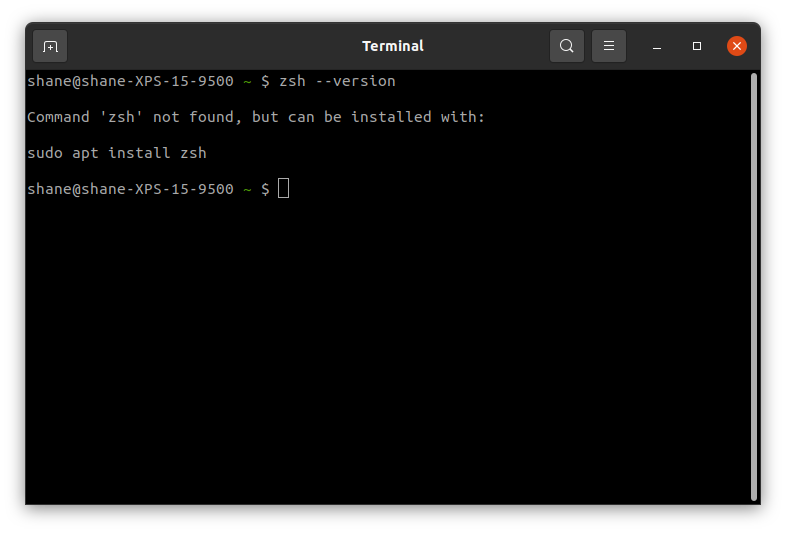 Terminal
shane@shane-XPS-15-9500 ~ $ zsh --version
Command 'zsh' not found, but can be installed with:
sudo apt install zsh
shane@shane-XPS-15-9500 ~ $